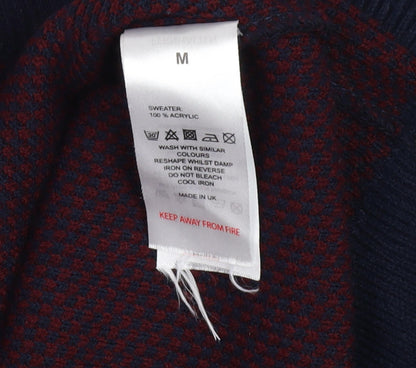 M
SWEATER
100 % ACRYLIC
30
WASH WITH SIMILAR
COLOURS
RESHAPE WHILST DAMP
IRON ON REVERSE
DO NOT BLEACH
COOL IRON
MADE IN UK
KEEP AWAY FROM FIRE